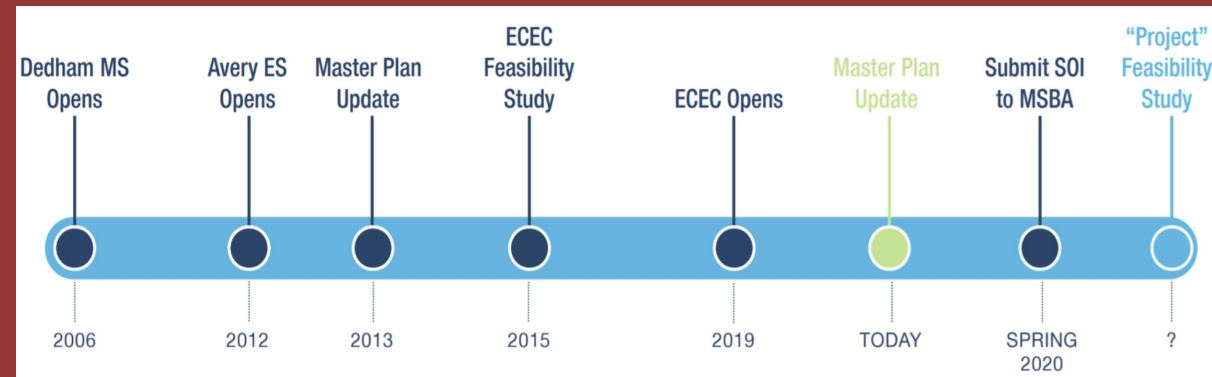 Dedham MS
Opens
Avery ES
Opens
Master Plan
Update
ECEC
Feasibility
Study
ECEC Opens
Master Plan
Update
Submit SOI
to MSBA
“Project”
Feasibility
Study
2006
2012
2013
2015
2019
TODAY
SPRING
2020
?